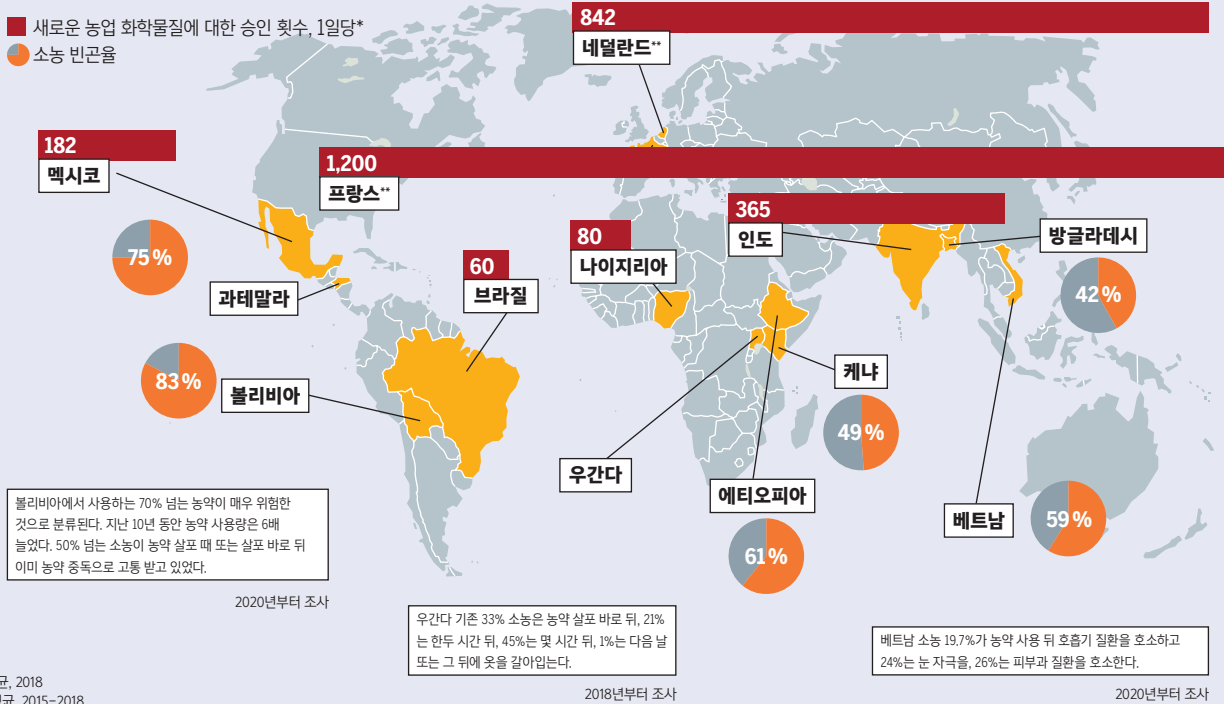 새로운 농업 화학물질에 대한 승인 횟수, 1일당*
소농 빈곤율
842
네덜란드**
182
멕시코
1,200
프랑스**
365
인도
방글라데시
80
나이지리아
60
브라질
75 %
과테말라
42 %
83 %
볼리비아
케냐
49 %
우간다
에티오피아
61 %
베트남
59 %
볼리비아에서 사용하는 70% 넘는 농약이 매우 위험한
것으로 분류된다. 지난 10년 동안 농약 사용량은 6배
늘었다. 50% 넘는 소농이 농약 살포 때 또는 살포 바로 뒤
이미 농약 중독으로 고통 받고 있었다.
2020년부터 조사
우간다 기존 33% 소농은 농약 살포 바로 뒤, 21%
는 한두 시간 뒤, 45%는 몇 시간 뒤, 1%는 다음 날
또는 그 뒤에 옷을 갈아입는다.
2018년부터 조사
베트남 소농 19.7%가 농약 사용 뒤 호흡기 질환을 호소하고
24%는 눈 자극을, 26%는 피부과 질환을 호소한다.
2020년부터 조사
균, 2018
2015–2018